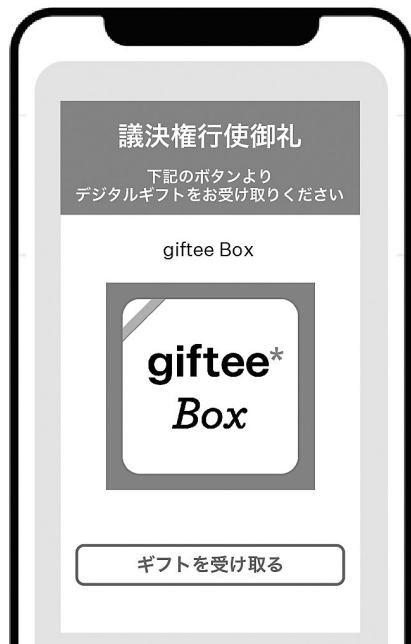 議決権行使御礼
下記のボタンより
デジタルギフトをお受け取りください
giftee Box
giftee*
Box
ギフトを受け取る